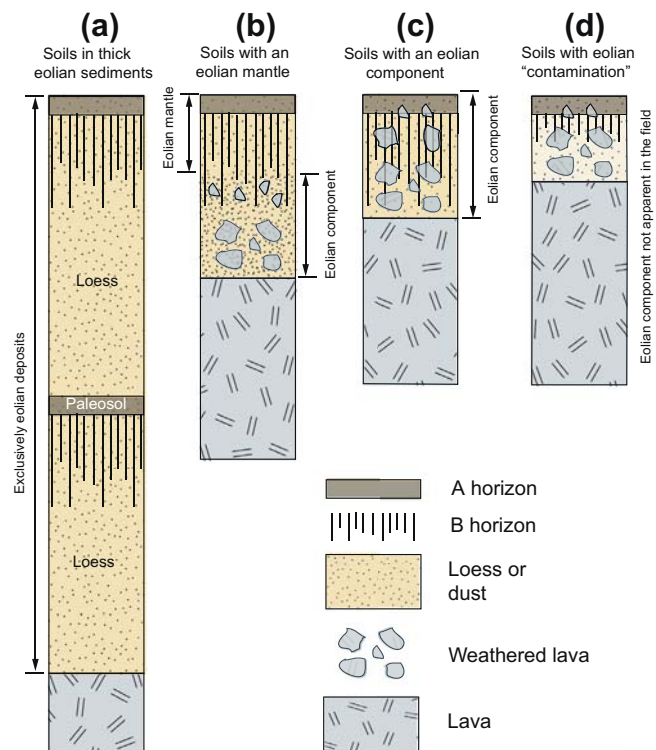 (a)
Soils in thick
eolian sediments
(b)
Soils with an
eolian mantle
(c)
Soils with an eolian
component
(d)
Soils with eolian
“contamination”
Exclusively eolian deposits
Loess
Paleosol
Loess
Eolian mantle
Eolian component
Eolian component
Eolian component not apparent in the field
A horizon
B horizon
Loess or
dust
Weathered lava
Lava